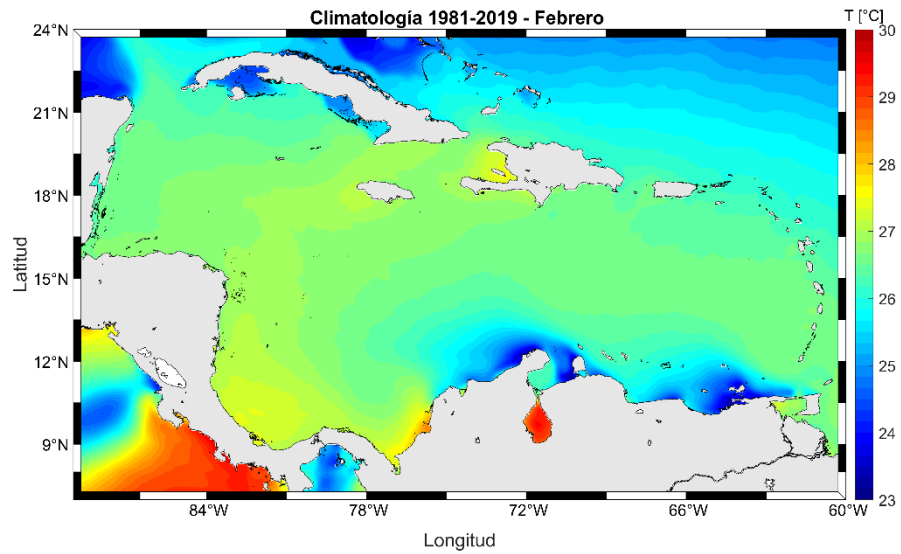 Climatología 1981-2019 - Febrero
T [°C]
24°N
21°N
18°N
15°N
12°N
9°N
Latitud
84°W
78°W
72°W
66°W
60°W
Longitud
30
29
28
27
26
25
24
23